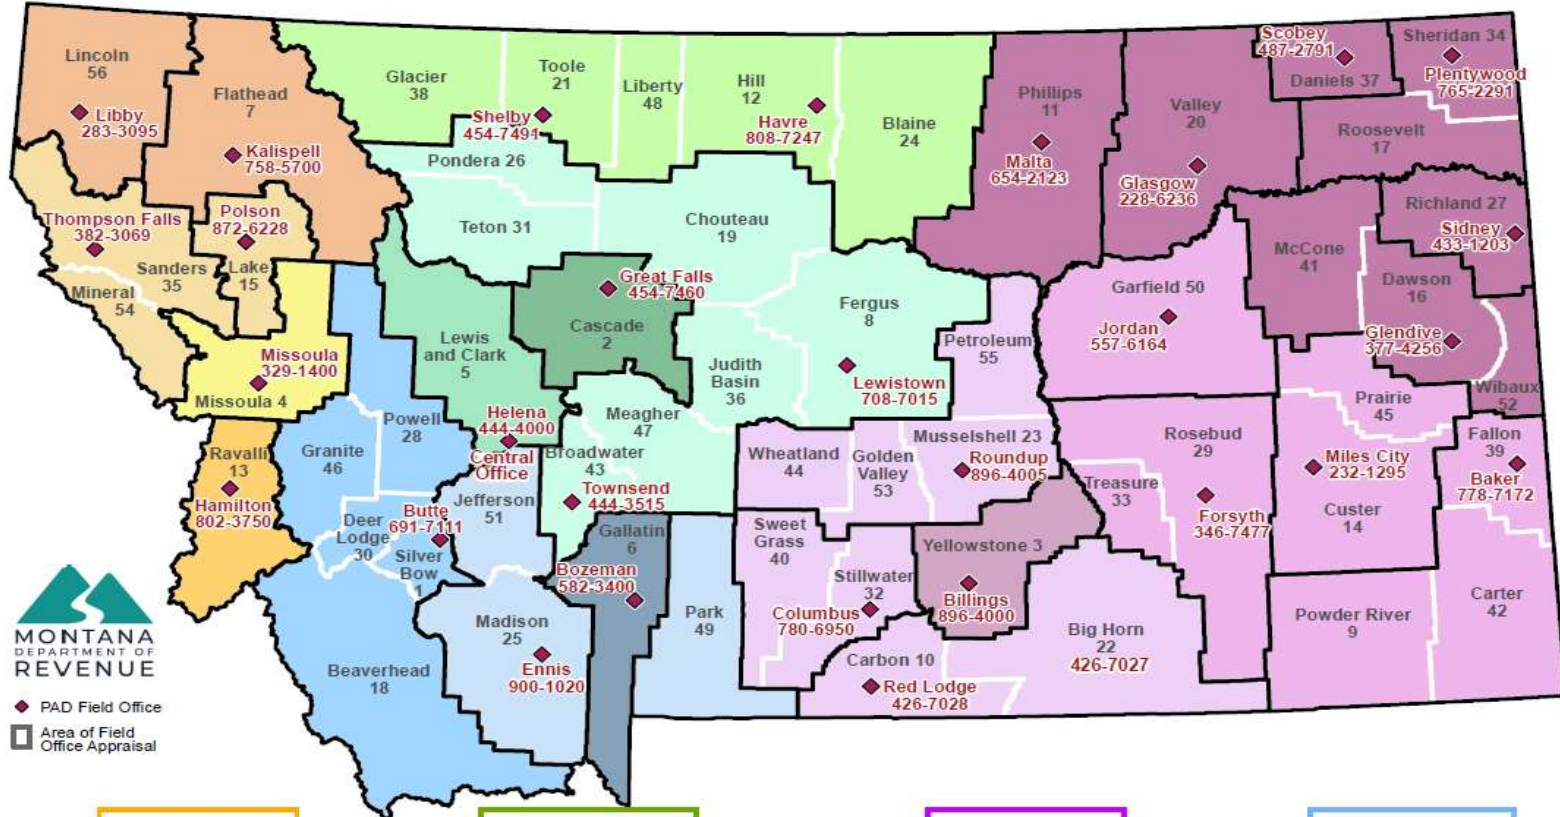 Lincoln
56
Libby
283-3095
Flathead
7
Kalispell
758-5700
Glacier
38
Toole
21
Shelby
454-7491
Liberty
48
Hill
12
Havre
808-7247
Blaine
24
Phillips
11
Malta
654-2123
Valley
20
Glasgow
228-6236
Scobey
487-2791
Daniels 37
Sheridan 34
Plentywood
765-2291
Roosevelt
17
Thompson Falls
382-3069
Sanders
35
Polson
872-6228
Lake
15
Mineral
54
Missoula
329-1400
Missoula 4
Pondera 26
Teton 31
Chouteau
19
Great Falls
454-7460
Cascade
2
Lewis
and Clark
5
Helena
444-4000
Central
Office
Judith
Basin
36
Fergus
8
Lewistown
708-7015
Petroleum
55
Garfield 50
Jordan
557-6164
McCone
41
Richland 27
Sidney
433-1203
Dawson
16
Glendive
377-4256
Wibaux
52
Prairie
45
Ravalli
13
Hamilton
802-3750
Granite
46
Powell
28
Deer
Lodge
30
Butte
691-7111
Silver
Bow
1
Jefferson
51
Meagher
47
Broadwater
43
Townsend
444-3515
Wheatland
44
Golden
Valley
53
Musselshell 23
Roundup
896-4005
Treasure
33
Rosebud
29
Forsyth
346-7477
Miles City
232-1295
Custer
14
Fallon
39
Baker
778-7172
Gallatin
6
Bozeman
582-3400
Park
49
Sweet
Grass
40
Stillwater
32
Columbus
780-6950
Yellowstone 3
Billings
896-4000
Big Horn
22
426-7027
Carbon 10
Red Lodge
426-7028
Powder River
9
Carter
42
Madison
25
Ennis
900-1020
Beaverhead
18
MONTANA
DEPARTMENT OF
REVENUE
PAD Field Office
Area of Field
Office Appraisal